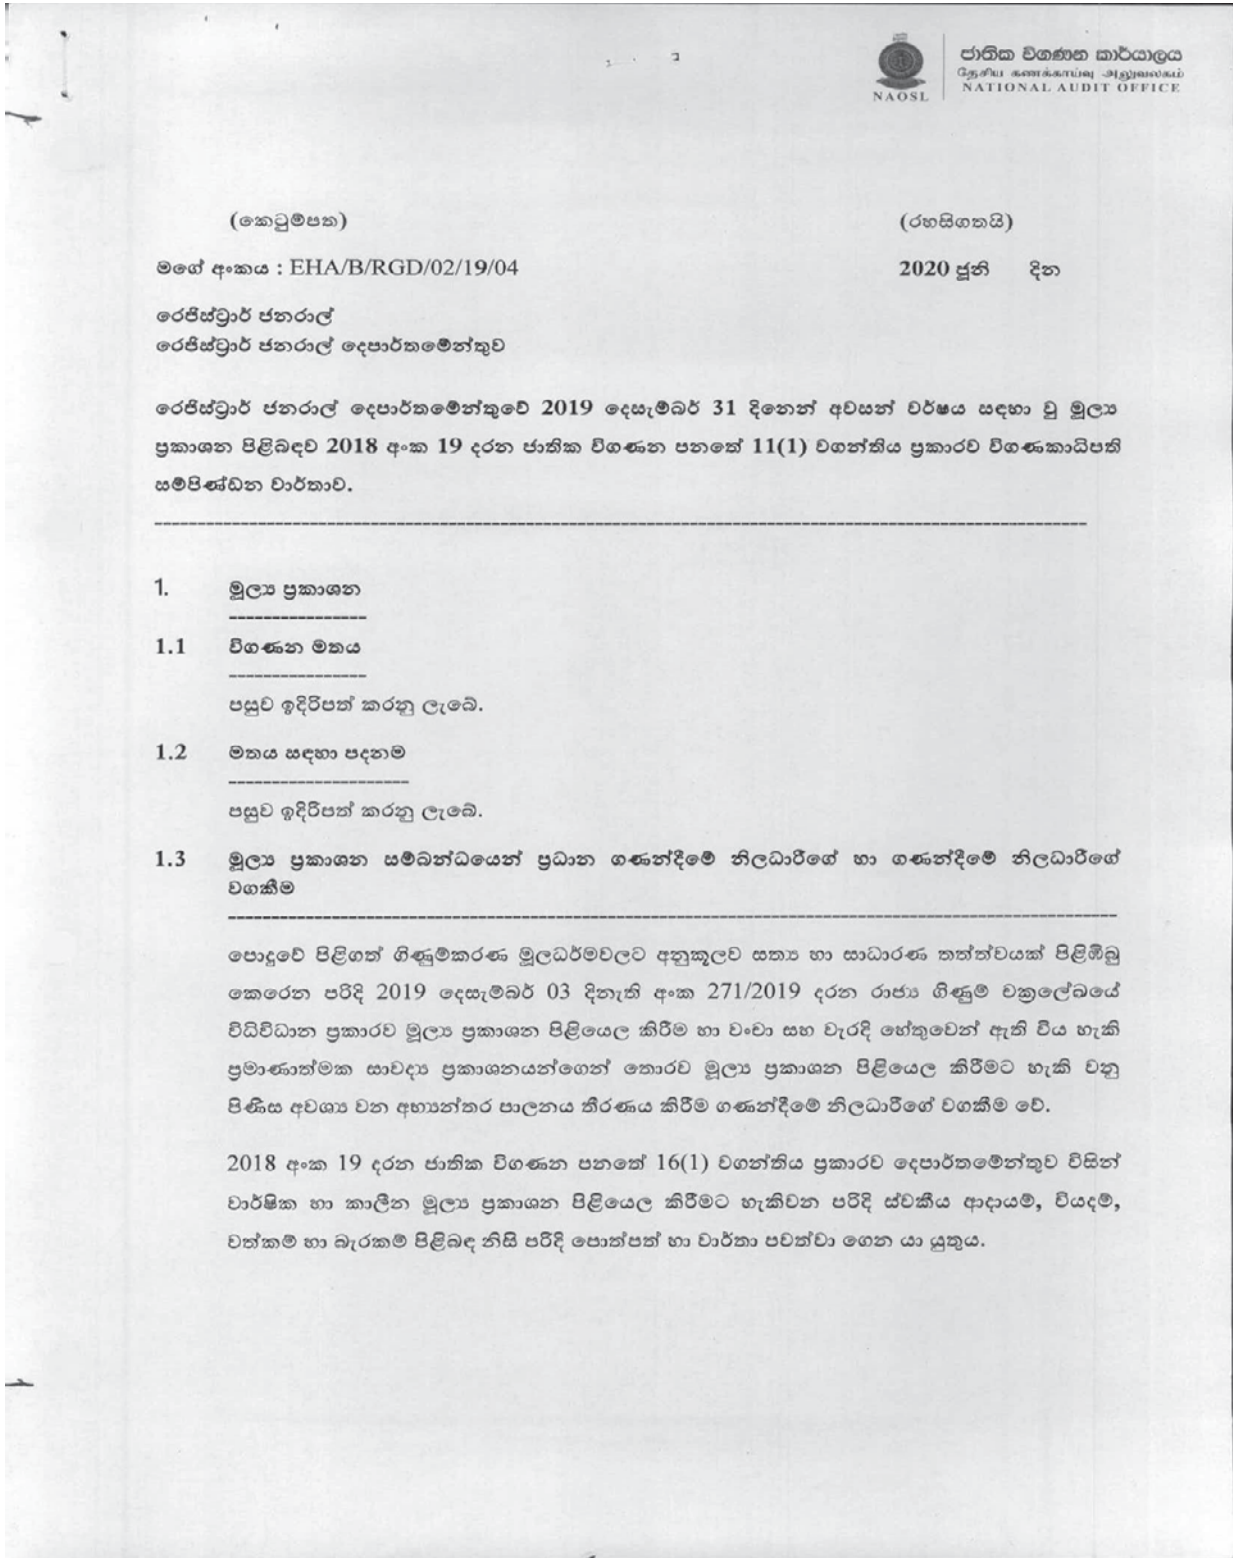 ජාතික විගණන කාර්යාලය
தேசிய கணக்காய்வு அலுவலகம்
NATIONAL AUDIT OFFICE
NAOSL
(කෙටුම්පත) (රහසිගතයි)
මගේ අංකය : EHA/B/RGD/02/19/04 2020 ජූනි දින
රෙජිස්ට්‍රාර් ජනරාල්
රෙජිස්ට්‍රාර් ජනරාල් දෙපාර්තමේන්තුව
රෙජිස්ට්‍රාර් ජනරාල් දෙපාර්තමේන්තුවේ 2019 දෙසැම්බර් 31 දිනෙන් අවසන් වර්ෂය සඳහා වූ මූල්‍ය
ප්‍රකාශන පිළිබඳව 2018 අංක 19 දරන ජාතික විගණන පනතේ 11(1) වගන්තිය ප්‍රකාරව විගණකාධිපති
සම්පිණ්ඩන වාර්තාව.
1. මූල්‍ය ප්‍රකාශන
1.1 විගණන මතය
පසුව ඉදිරිපත් කරනු ලැබේ.
1.2 මතය සඳහා පදනම
පසුව ඉදිරිපත් කරනු ලැබේ.
1.3 මූල්‍ය ප්‍රකාශන සම්බන්ධයෙන් ප්‍රධාන ගණන්දීමේ නිලධාරීගේ හා ගණන්දීමේ නිලධාරීගේ
වගකීම
පොදුවේ පිළිගත් ගිණුම්කරණ මූලධර්මවලට අනුකූලව සත්‍ය හා සාධාරණ තත්ත්වයක් පිළිඹිබු
කෙරෙන පරිදි 2019 දෙසැම්බර් 03 දිනැති අංක 271/2019 දරන රාජ්‍ය ගිණුම් චක්‍රලේඛයේ
විධිවිධාන ප්‍රකාරව මූල්‍ය ප්‍රකාශන පිළියෙල කිරීම හා වංචා සහ වැරදි හේතුවෙන් ඇති විය හැකි
ප්‍රමාණාත්මක සාවද්‍ය ප්‍රකාශනයන්ගෙන් තොරව මූල්‍ය ප්‍රකාශන පිළියෙල කිරීමට හැකි වනු
පිණිස අවශ්‍ය වන අභ්‍යන්තර පාලනය තීරණය කිරීම ගණන්දීමේ නිලධාරීගේ වගකීම වේ.
2018 අංක 19 දරන ජාතික විගණන පනතේ 16(1) වගන්තිය ප්‍රකාරව දෙපාර්තමේන්තුව විසින්
වාර්ෂික හා කාලීන මූල්‍ය ප්‍රකාශන පිළියෙල කිරීමට හැකිවන පරිදි ස්වකීය ආදායම්, වියදම්,
වත්කම් හා බැරකම් පිළිබඳ නිසි පරිදි පොත්පත් හා වාර්තා පවත්වා ගෙන යා යුතුය.